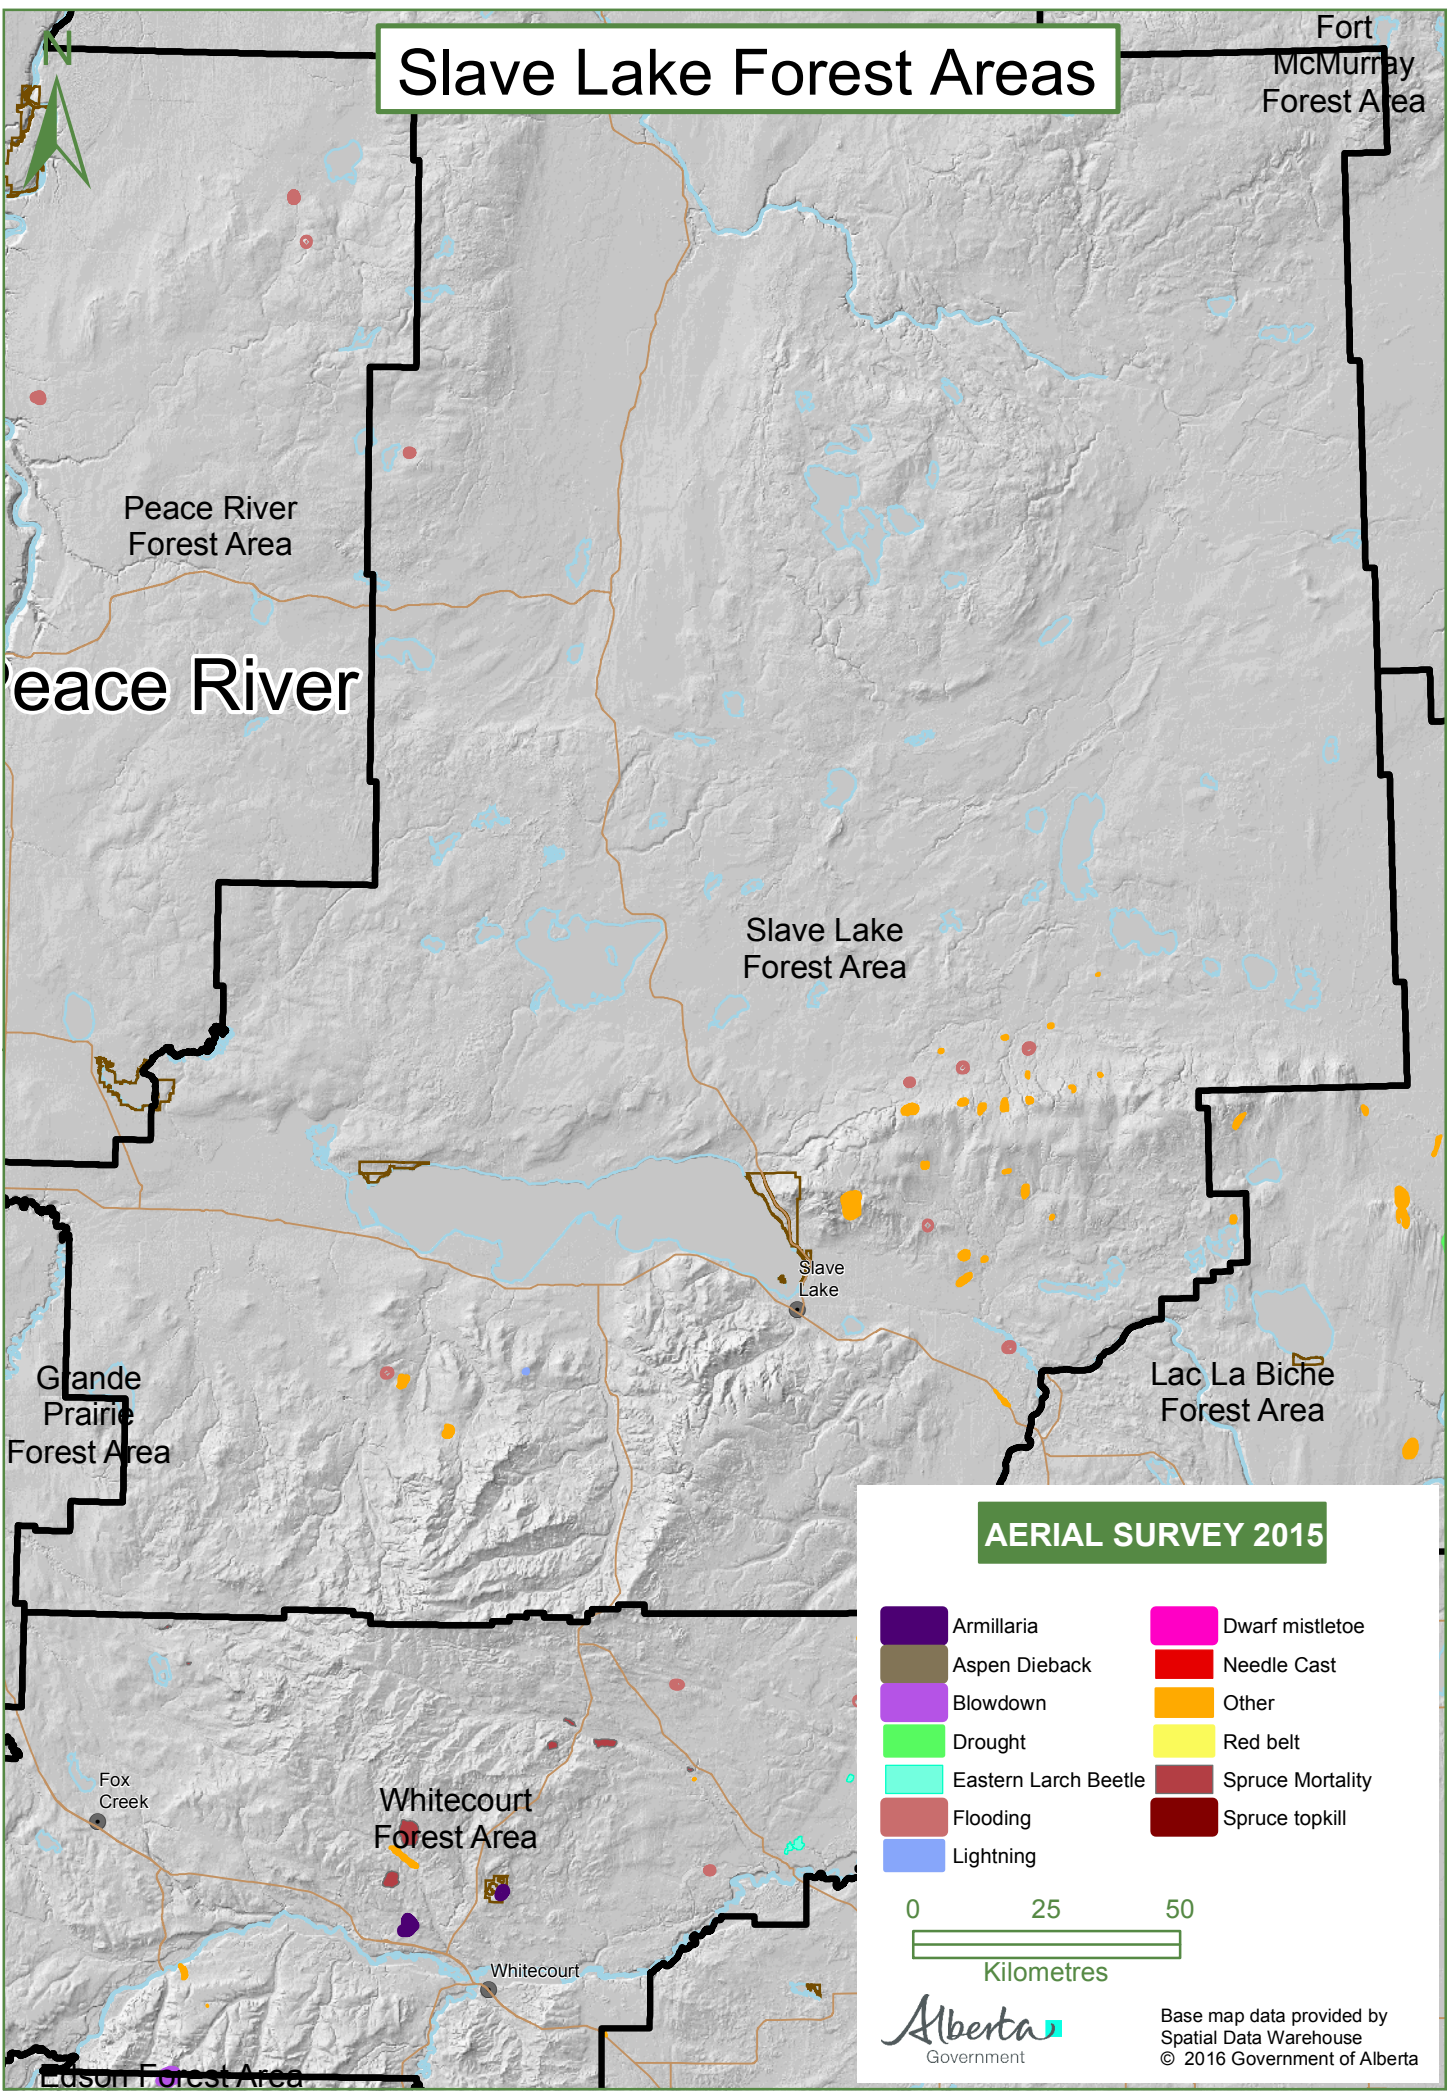 N
Slave Lake Forest Areas
Fort
McMurray
Forest Area
Peace River
Forest Area
eace River
Slave Lake
Forest Area
Slave
Lake
Grande
Prairie
Forest Area
Lac La Biche
Forest Area
Fox
Creek
Whitecourt
Forest Area
Whitecourt
Edson Forest Area
AERIAL SURVEY 2015
Armillaria
Aspen Dieback
Blowdown
Drought
Eastern Larch Beetle
Flooding
Lightning
Dwarf mistletoe
Needle Cast
Other
Red belt
Spruce Mortality
Spruce topkill
0 25 50
Kilometres
Alberta
Government
Base map data provided by
Spatial Data Warehouse
© 2016 Government of Alberta